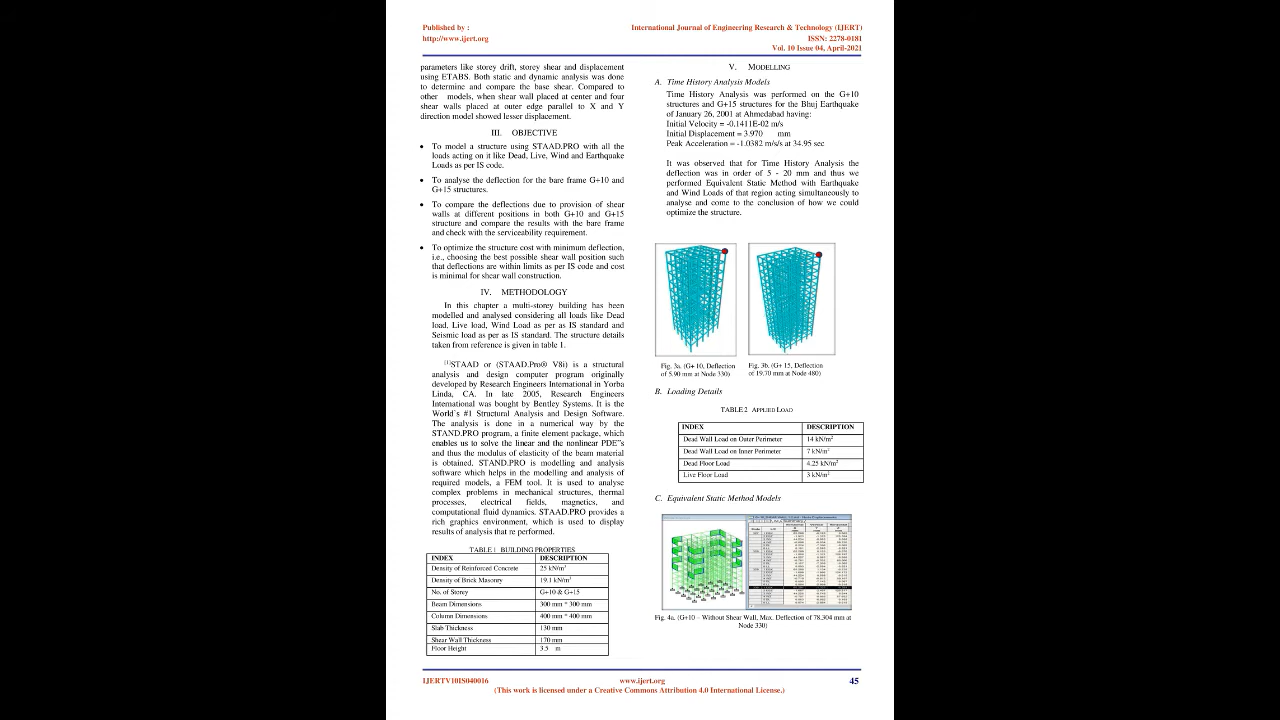 Published by :
http://www.ijert.org
International Journal of Engineering Research & Technology (IJERT)
ISSN: 2278-0181
Vol. 10 Issue 04, April-2021
parameters like storey drift, storey shear and displacement
using ETABS. Both static and dynamic analysis was done
to determine and compare the base shear. Compared to
other models, when shear wall placed at center and four
shear walls placed at outer edge parallel to X and Y
direction model showed lesser displacement.
III. OBJECTIVE
• To model a structure using STAAD.PRO with all the
loads acting on it like Dead, Live, Wind and Earthquake
Loads as per IS code.
• To analyse the deflection for the bare frame G+10 and
G+15 structures.
• To compare the deflections due to provision of shear
walls at different positions in both G+10 and G+15
structure and compare the results with the bare frame
and check with the serviceability requirement.
• To optimize the structure cost with minimum deflection,
i.e., choosing the best possible shear wall position such
that deflections are within limits as per IS code and cost
is minimal for shear wall construction.
IV. METHODOLOGY
In this chapter a multi-storey building has been
modelled and analysed considering all loads like Dead
load, Live load, Wind Load as per as IS standard and
Seismic load as per as IS standard. The structure details
taken from reference is given in table 1.
[1]STAAD or (STAAD.Pro® V8i) is a structural
analysis and design computer program originally
developed by Research Engineers International in Yorba
Linda, CA. In late 2005, Research Engineers
International was bought by Bentley Systems. It is the
World`s #1 Structural Analysis and Design Software.
The analysis is done in a numerical way by the
STAND.PRO program, a finite element package, which
enables us to solve the linear and the nonlinear PDE"s
and thus the modulus of elasticity of the beam material
is obtained. STAND.PRO is modelling and analysis
software which helps in the modelling and analysis of
required models, a FEM tool. It is used to analyse
complex problems in mechanical structures, thermal
processes, electrical fields, magnetics, and
computational fluid dynamics. STAAD.PRO provides a
rich graphics environment, which is used to display
results of analysis that re performed.
TABLE 1 BUILDING PROPERTIES
INDEX DESCRIPTION
Density of Reinforced Concrete 25 kN/m³
Density of Brick Masonry 19.1 kN/m³
No. of Storey G+10 & G+15
Beam Dimensions 300 mm * 300 mm
Column Dimensions 400 mm * 400 mm
Slab Thickness 130 mm
Shear Wall Thickness 170 mm
Floor Height 3.5 m
V. MODELLING
A. Time History Analysis Models
Time History Analysis was performed on the G+10
structures and G+15 structures for the Bhuj Earthquake
of January 26, 2001 at Ahmedabad having:
Initial Velocity = -0.1411E-02 m/s
Initial Displacement = 3.970 mm
Peak Acceleration = -1.0382 m/s/s at 34.95 sec
It was observed that for Time History Analysis the
deflection was in order of 5 - 20 mm and thus we
performed Equivalent Static Method with Earthquake
and Wind Loads of that region acting simultaneously to
analyse and come to the conclusion of how we could
optimize the structure.
Fig. 3a. (G+ 10, Deflection
of 5.90 mm at Node 330)
Fig. 3b. (G+ 15, Deflection
of 19.70 mm at Node 480)
B. Loading Details
TABLE 2 APPLIED LOAD
INDEX DESCRIPTION
Dead Wall Load on Outer Perimeter 14 kN/m²
Dead Wall Load on Inner Perimeter 7 kN/m²
Dead Floor Load 4.25 kN/m²
Live Floor Load 3 kN/m²
C. Equivalent Static Method Models
Fig. 4a. (G+10 – Without Shear Wall, Max. Deflection of 78.304 mm at
Node 330)
IJERTV10IS040016
www.ijert.org
45
(This work is licensed under a Creative Commons Attribution 4.0 International License.)